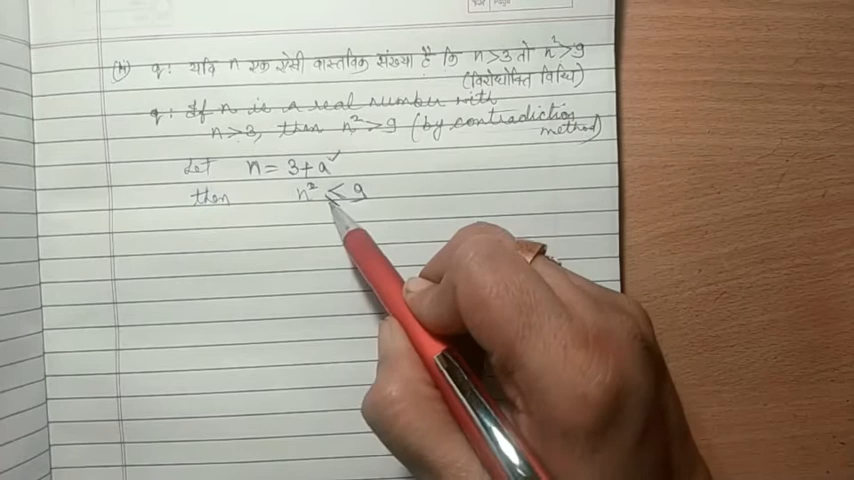 (ii) q: यदि n एक ऐसी वास्तविक संख्या है कि n>3 तो n²>9
(विरोधोक्ति विधि)
q: If n is a real number with
n>3, then n²>9 (by contradiction
method)
Let n = 3+a ✓
then n² ≤ 9